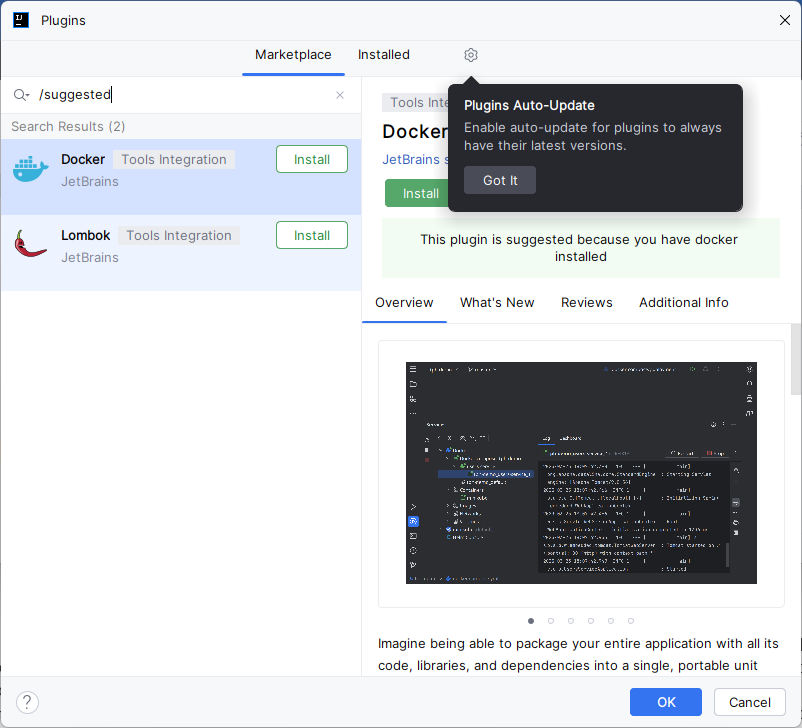 Plugins
Marketplace
Installed
/suggested
Search Results (2)
Docker
Tools Integration
Install
JetBrains
Lombok
Tools Integration
Install
JetBrains
Plugins Auto-Update
Enable auto-update for plugins to always
have their latest versions.
Got It
Tools Inte
Docker
JetBrains s
Install
This plugin is suggested because you have docker
installed
Overview
What's New
Reviews
Additional Info
Imagine being able to package your entire application with all its
code, libraries, and dependencies into a single, portable unit
?
OK
Cancel